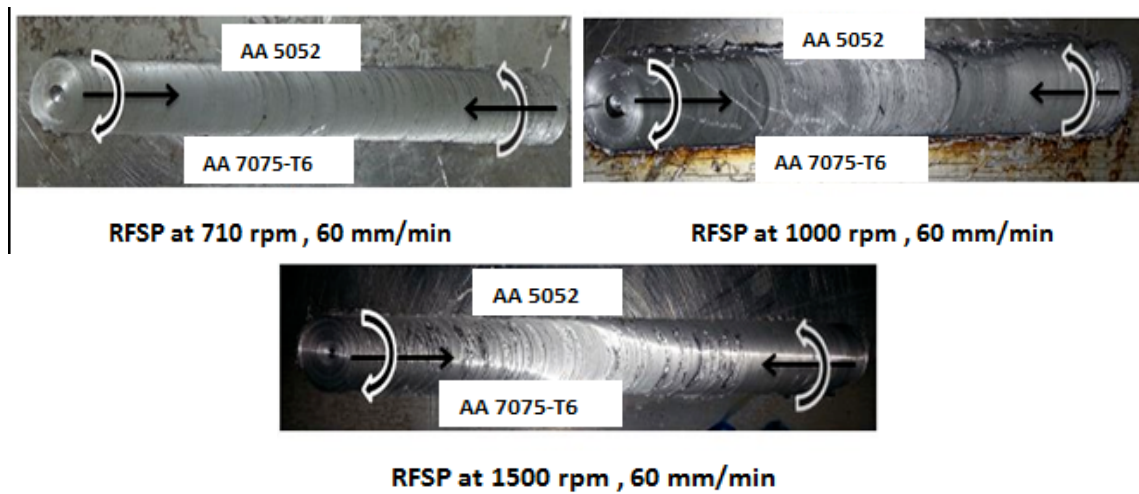 AA 5052
AA 7075-T6
RFSP at 710 rpm , 60 mm/min
AA 5052
AA 7075-T6
RFSP at 1000 rpm , 60 mm/min
AA 5052
AA 7075-T6
RFSP at 1500 rpm , 60 mm/min